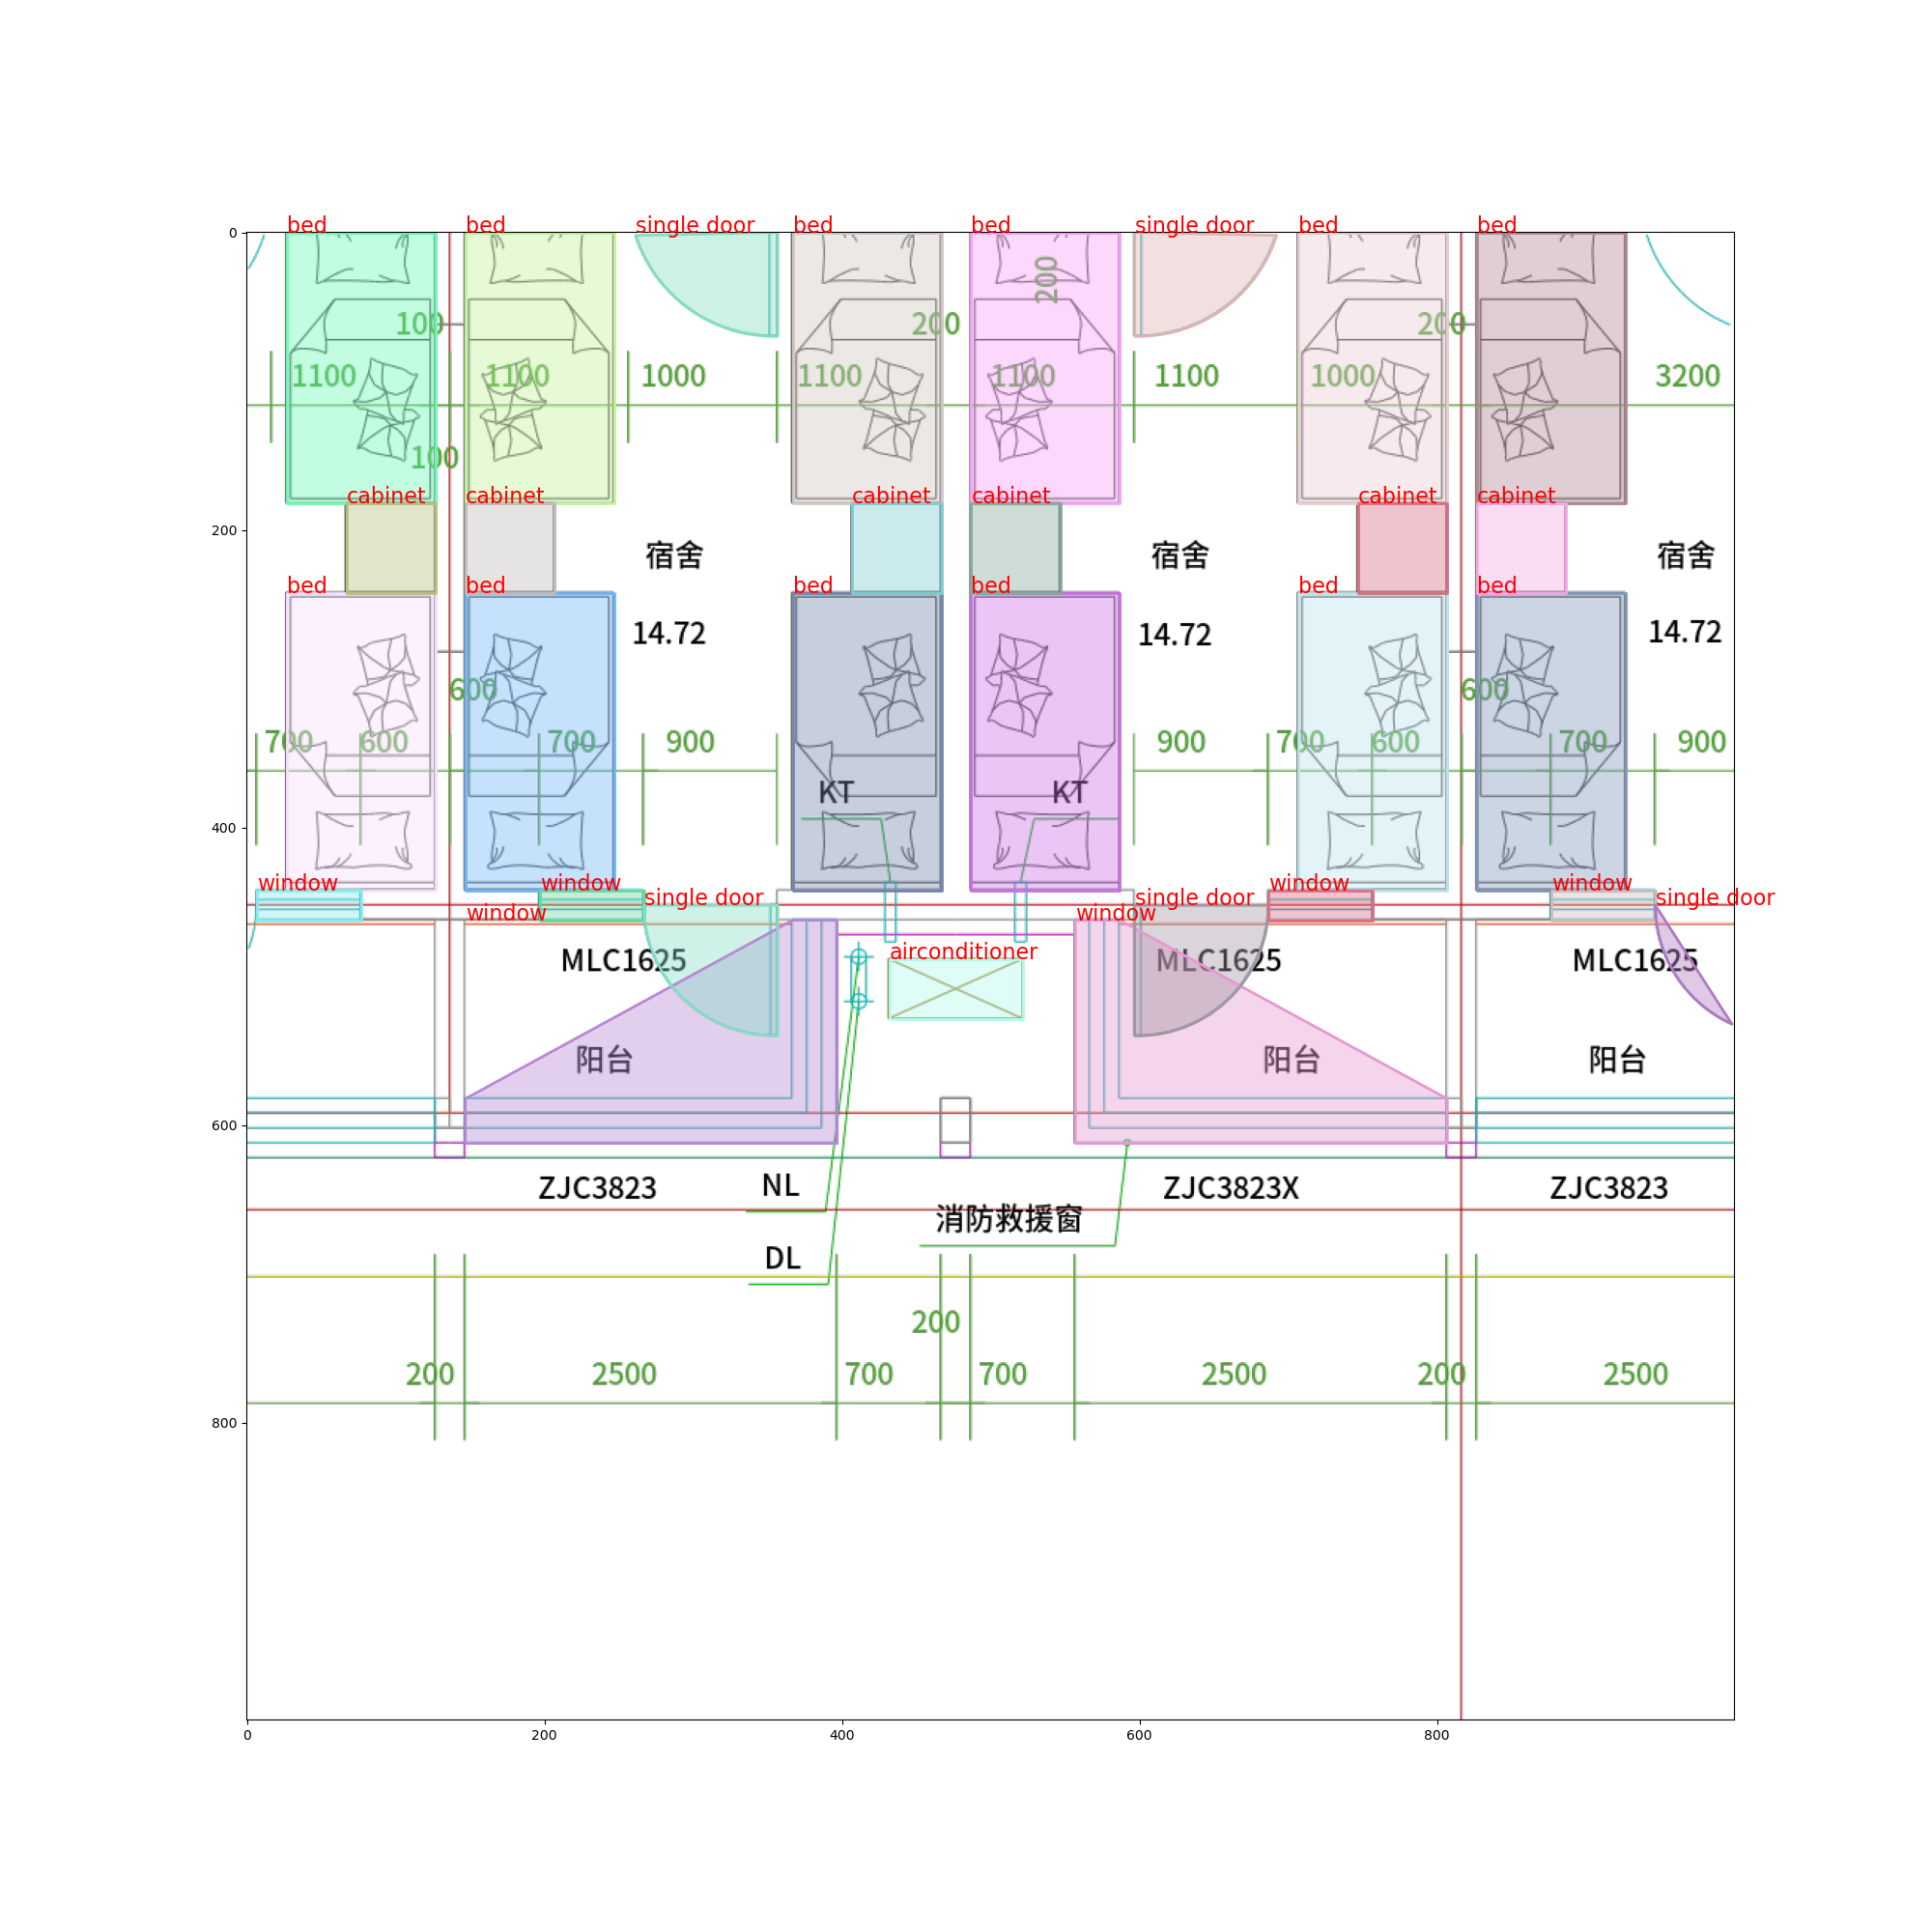 bed bed single door bed bed single door bed bed
0
200
100 200 200
1100 1100 1000 1100 1100 1100 1000 3200
100
cabinet cabinet cabinet cabinet cabinet cabinet
200
宿舍 宿舍 宿舍
bed bed bed bed bed bed
14.72 14.72 14.72
600 600
700 600 700 900 900 700 600 700 900
KT KT
400
window window window window
single door single door single door
window window
airconditioner
MLC1625 MLC1625 MLC1625
阳台 阳台 阳台
600
NL
ZJC3823 ZJC3823X ZJC3823
消防救援窗
DL
200
200 2500 700 700 2500 200 2500
800
0 200 400 600 800